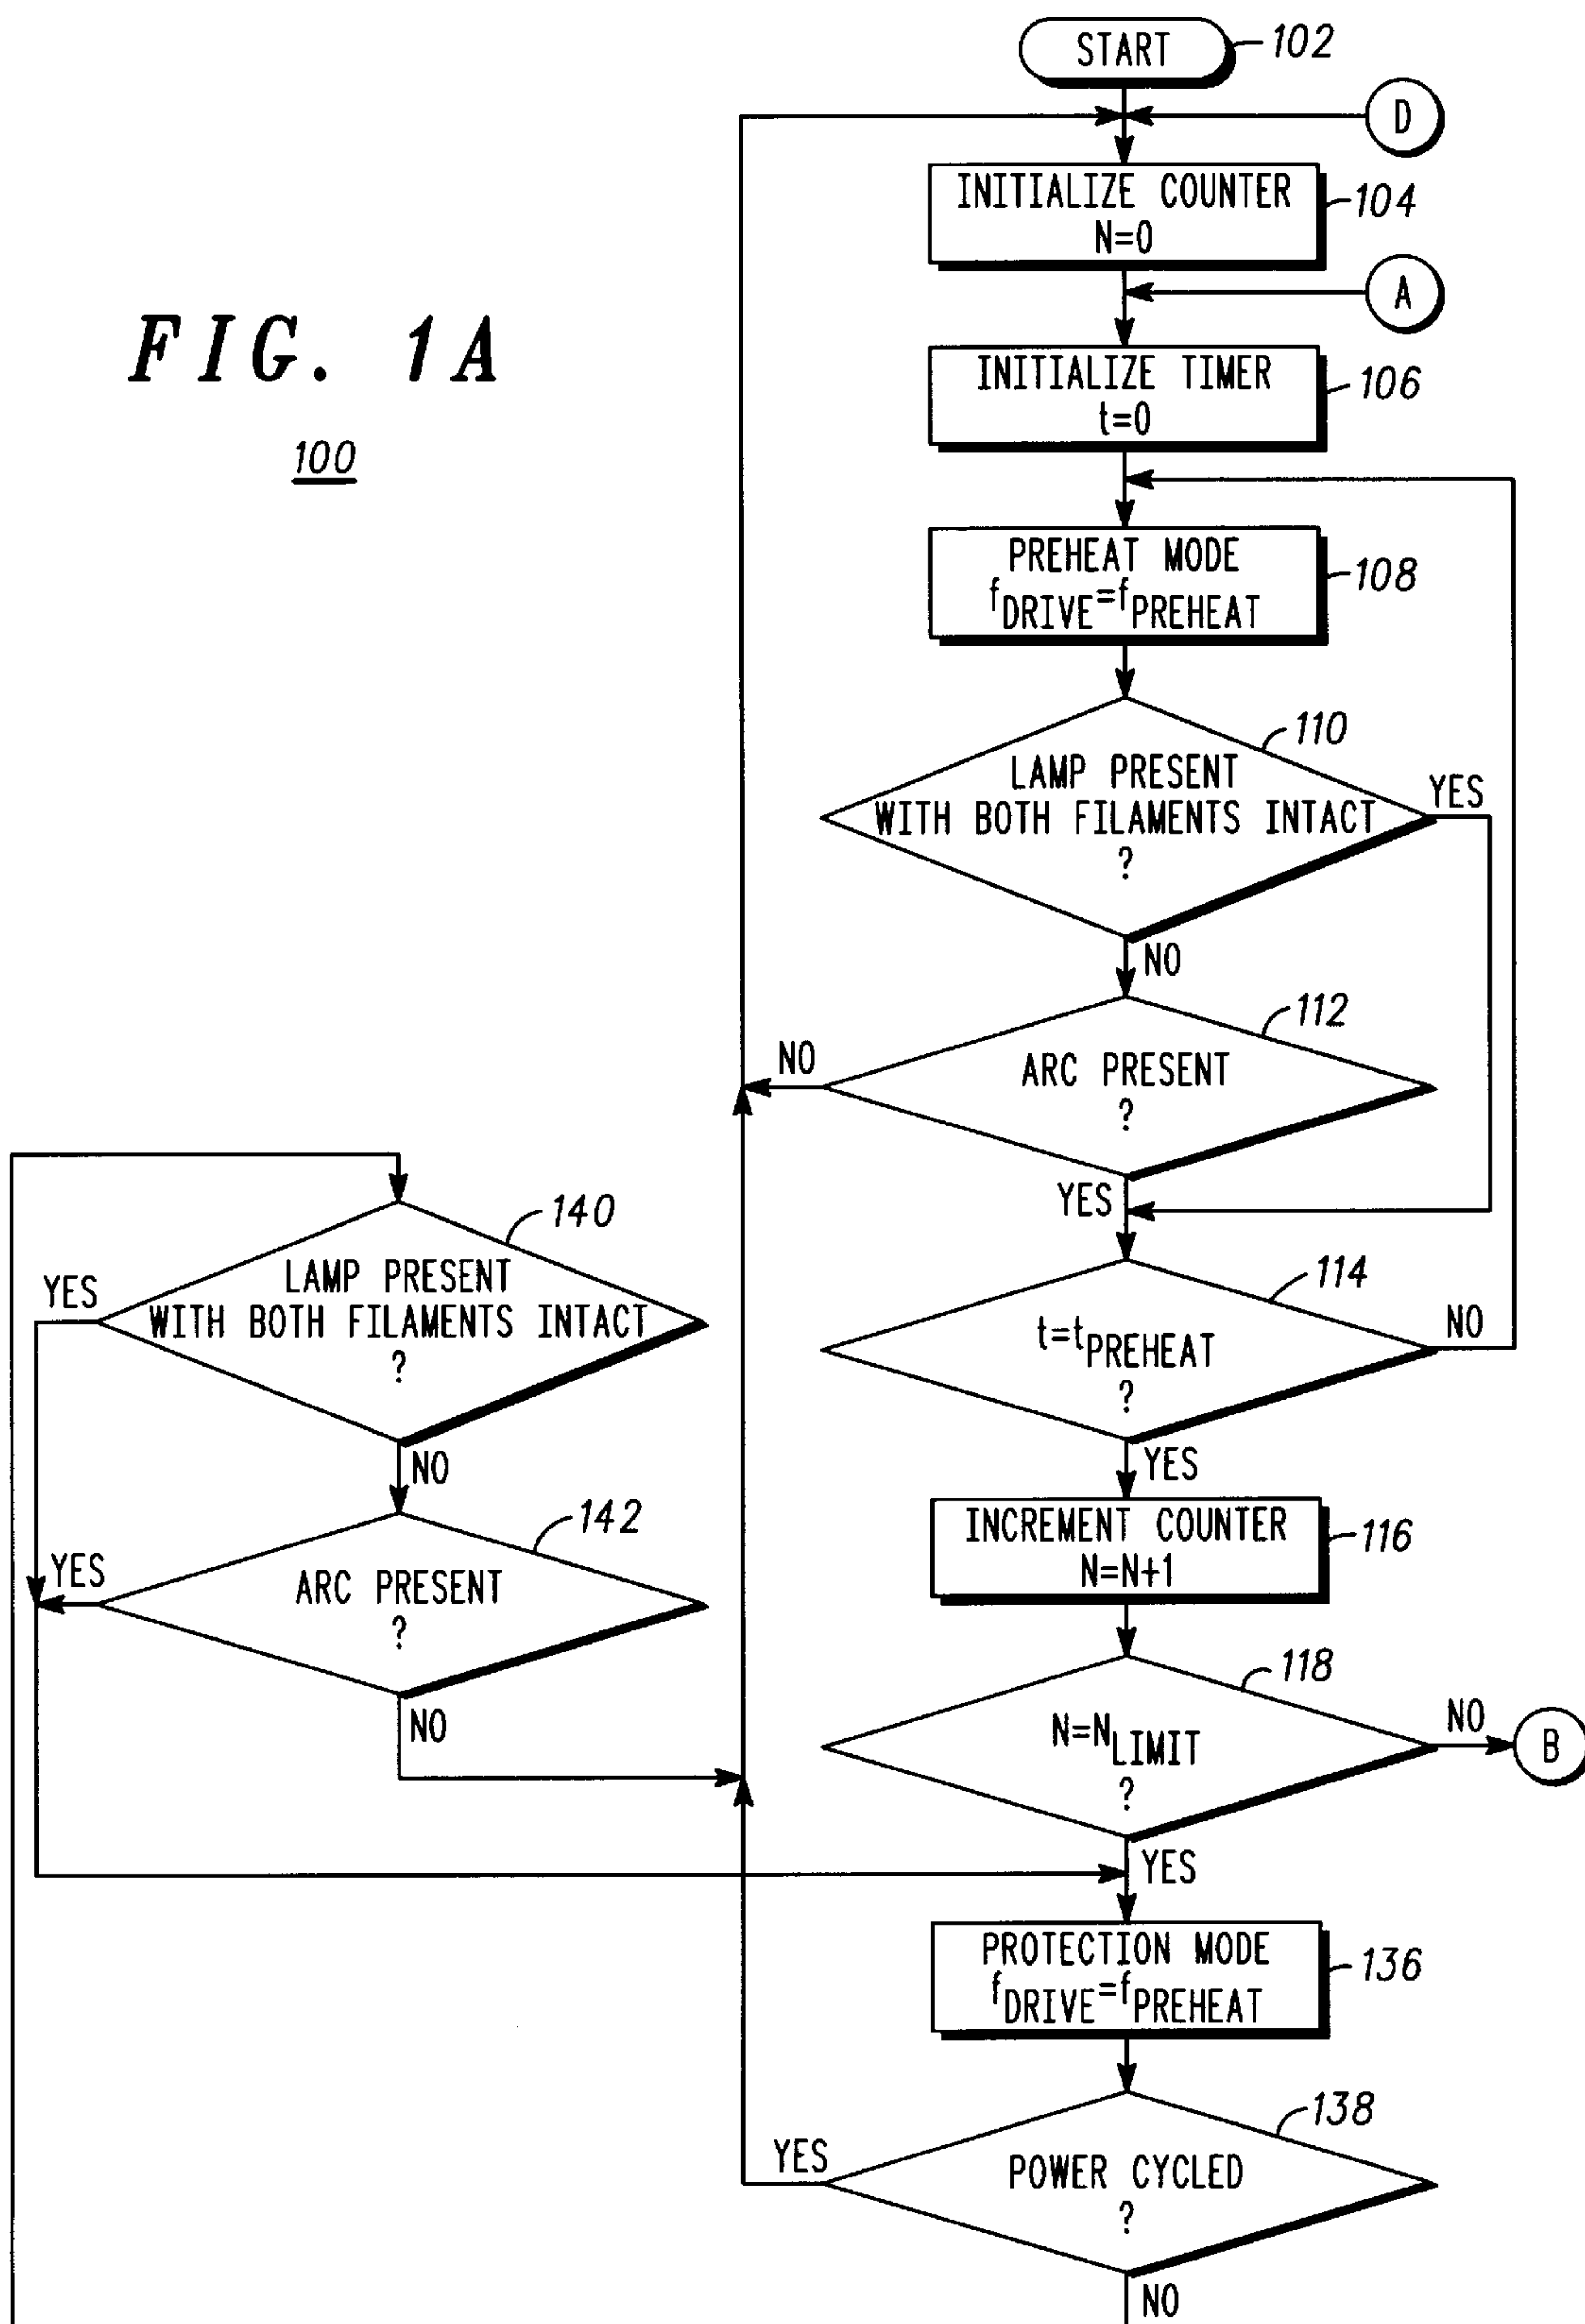 START
102
D
INITIALIZE COUNTER
N=0
104
A
FIG. 1A
100
INITIALIZE TIMER
t=0
106
PREHEAT MODE
fDRIVE=fPREHEAT
108
110
LAMP PRESENT
WITH BOTH FILAMENTS INTACT
?
YES
NO
112
ARC PRESENT
?
NO
YES
140
LAMP PRESENT
WITH BOTH FILAMENTS INTACT
?
YES
NO
114
t=tPREHEAT
?
NO
YES
142
ARC PRESENT
?
YES
NO
INCREMENT COUNTER
N=N+1
116
118
N=NLIMIT
?
NO
B
YES
PROTECTION MODE
fDRIVE=fPREHEAT
136
138
POWER CYCLED
?
YES
NO